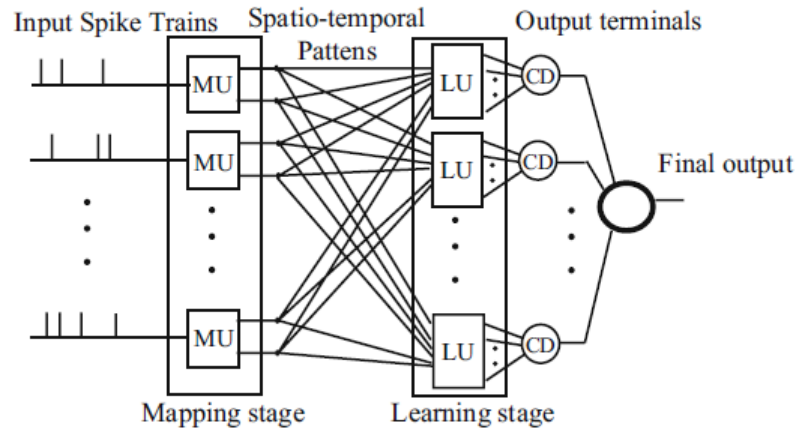 Input Spike Trains
Spatio-temporal
Pattens
Output terminals
MU
LU
CD
MU
LU
CD
Final output
MU
LU
CD
Mapping stage
Learning stage